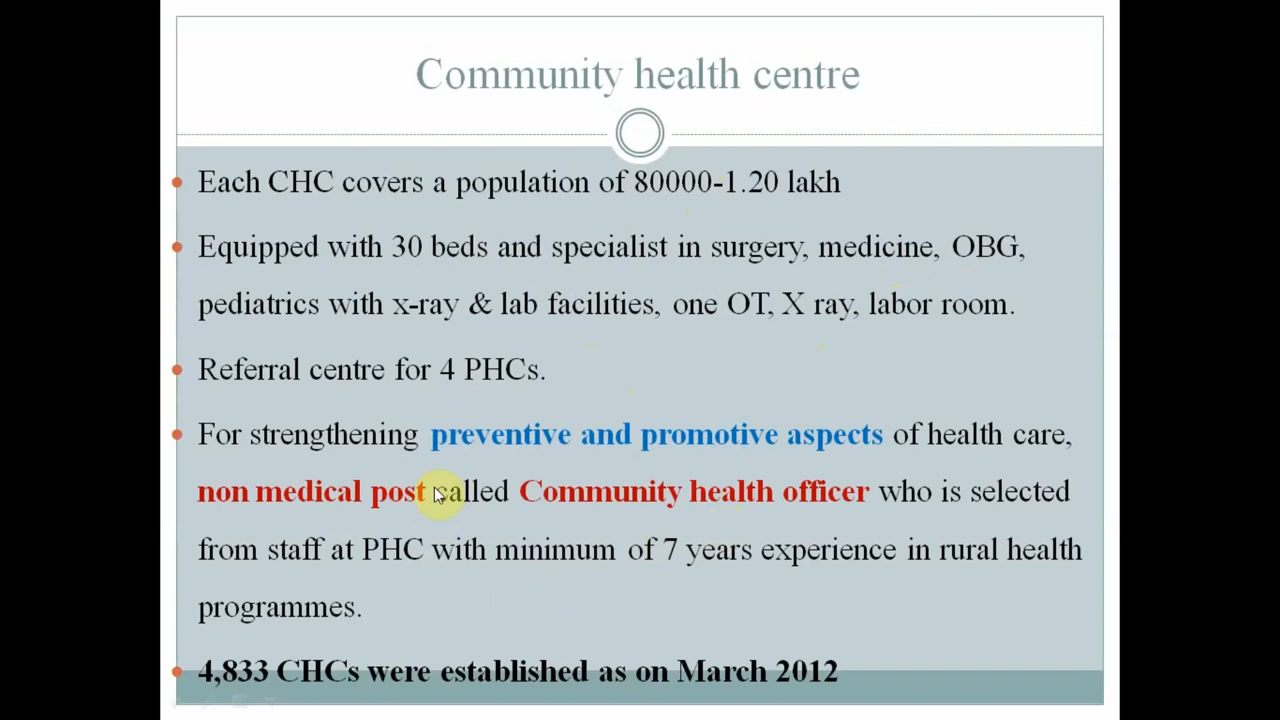 Community health centre
Each CHC covers a population of 80000-1.20 lakh
Equipped with 30 beds and specialist in surgery, medicine, OBG,
pediatrics with x-ray & lab facilities, one OT, X ray, labor room.
Referral centre for 4 PHCs.
For strengthening preventive and promotive aspects of health care,
non medical post called Community health officer who is selected
from staff at PHC with minimum of 7 years experience in rural health
programmes.
4,833 CHCs were established as on March 2012